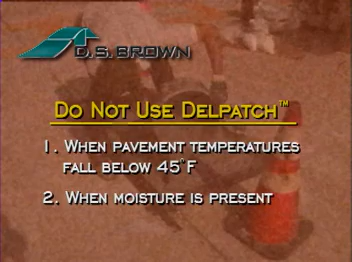 D.S. BROWN
DO NOT USE DELPATCH™
1. WHEN PAVEMENT TEMPERATURES
FALL BELOW 45°F
2. WHEN MOISTURE IS PRESENT